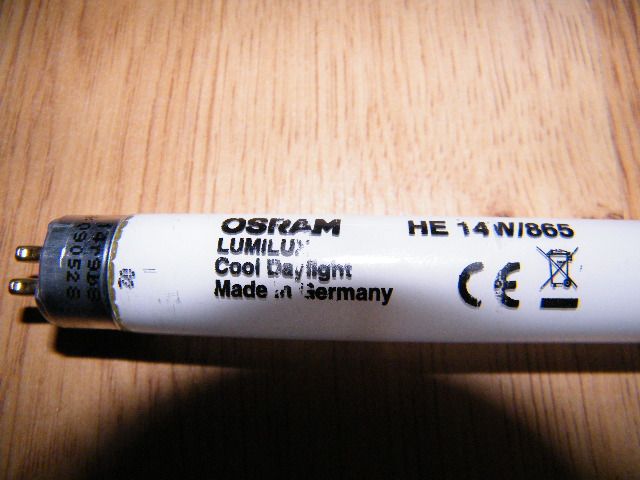 OSRAM
LUMILUX
Cool Daylight
Made in Germany
HE 14W/865
CE